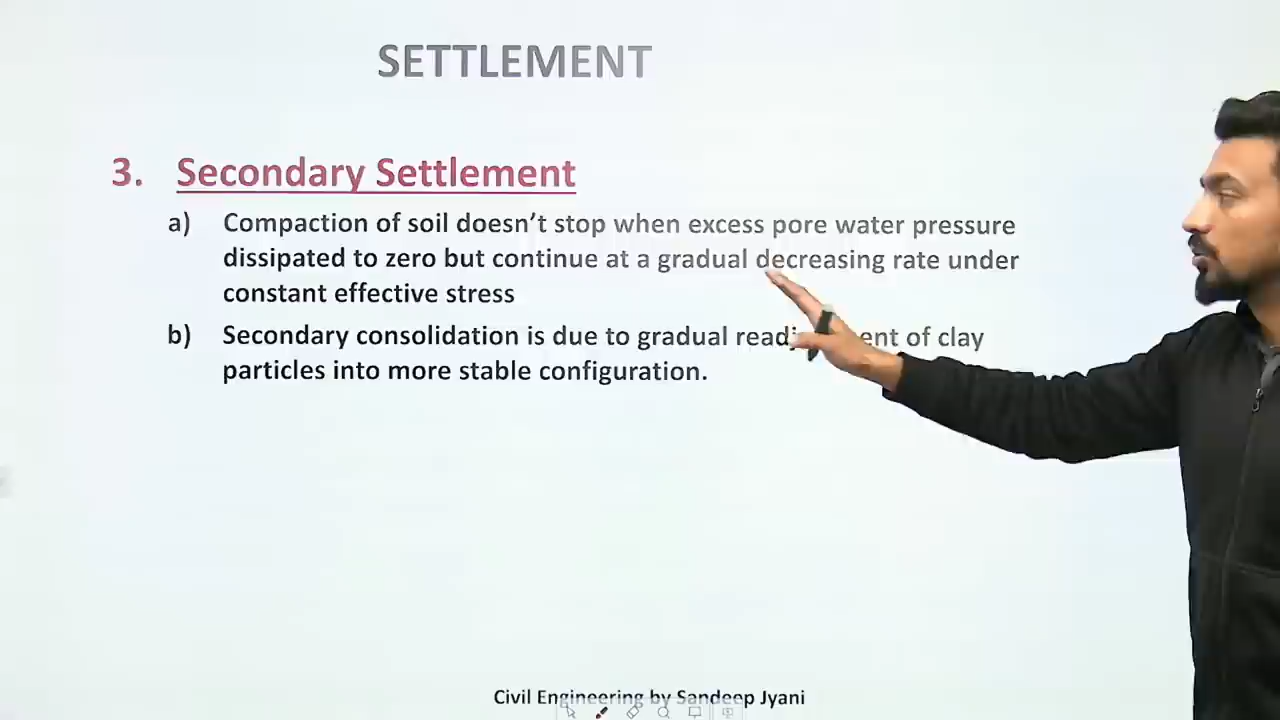 SETTLEMENT
3. Secondary Settlement
a) Compaction of soil doesn't stop when excess pore water pressure
dissipated to zero but continue at a gradual decreasing rate under
constant effective stress
b) Secondary consolidation is due to gradual of clay
particles into more stable configuration.
Civil Engineering by Sandeep Jyani